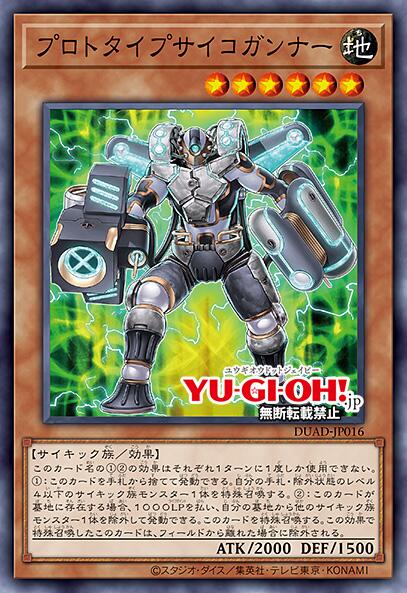 プロトタイプサイコガンナー 地
ユウギオウドットジェイピー
YU-GI-OH!.jp
無断転載禁止
DUAD-JP016
【サイキック族／効果】
このカード名の①②の効果はそれぞれ1ターンに1度しか使用できない。
①：このカードを手札から捨てて発動できる。自分の手札・除外状態のレベル
4以下のサイキック族モンスター1体を特殊召喚する。②：このカードが
墓地に存在する場合、1000LPを払い、自分の墓地から他のサイキック族
モンスター1体を除外して発動できる。このカードを特殊召喚する。この効果で
特殊召喚したこのカードは、フィールドから離れた場合に除外される。
ATK/2000 DEF/1500
©スタジオ・ダイス／集英社・テレビ東京・KONAMI